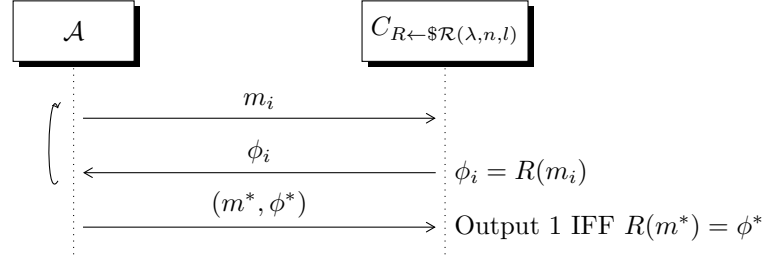 𝒜
C_{R←$ℛ(λ,n,l)}
m_i
ϕ_i
ϕ_i = R(m_i)
(m*, ϕ*)
Output 1 IFF R(m*) = ϕ*